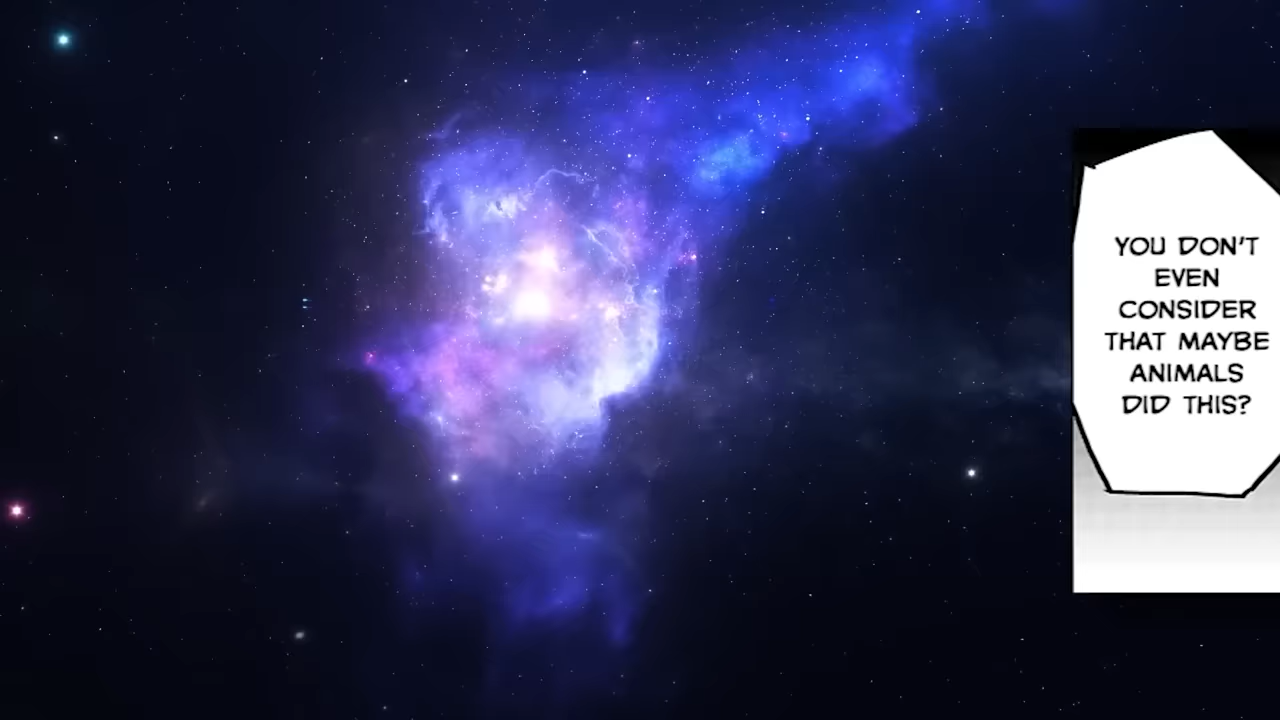 YOU DON'T
EVEN
CONSIDER
THAT MAYBE
ANIMALS
DID THIS?